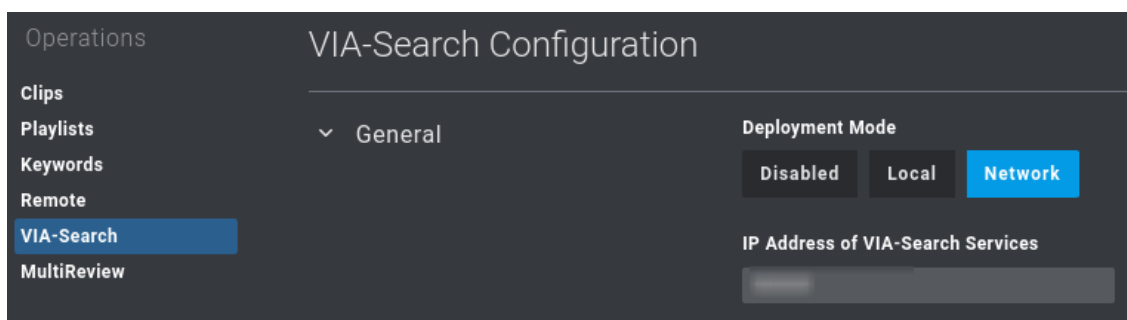 Operations
Clips
Playlists
Keywords
Remote
VIA-Search
MultiReview
VIA-Search Configuration
General
Deployment Mode
Disabled Local Network
IP Address of VIA-Search Services